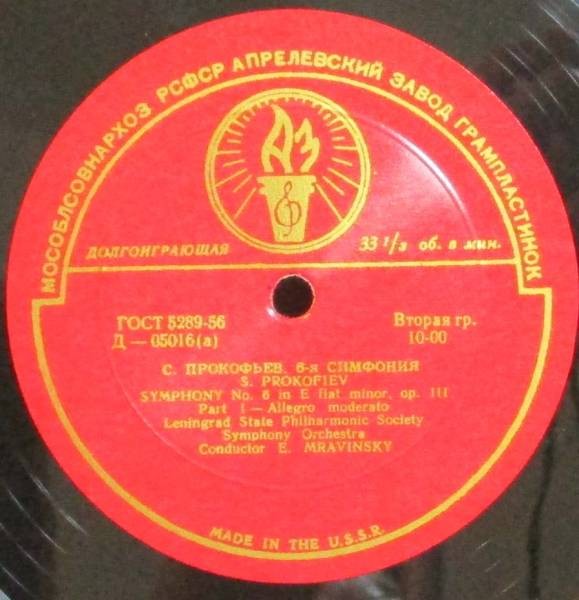 МОСОБЛСОВНАРХОЗ РСФСР АПРЕЛЕВСКИЙ ЗАВОД ГРАМПЛАСТИНОК
АЗ
ДОЛГОИГРАЮЩАЯ
33 1/3 об. в мин.
ГОСТ 5289-56
Вторая гр.
Д — 05016(а)
10-00
С. ПРОКОФЬЕВ. 6-я СИМФОНИЯ
S. PROKOFIEV
SYMPHONY No. 6 in E flat minor, op. III
Part I — Allegro moderato
Leningrad State Philharmonic Society
Symphony Orchestra
Conductor E. MRAVINSKY
MADE IN THE U.S.S.R.